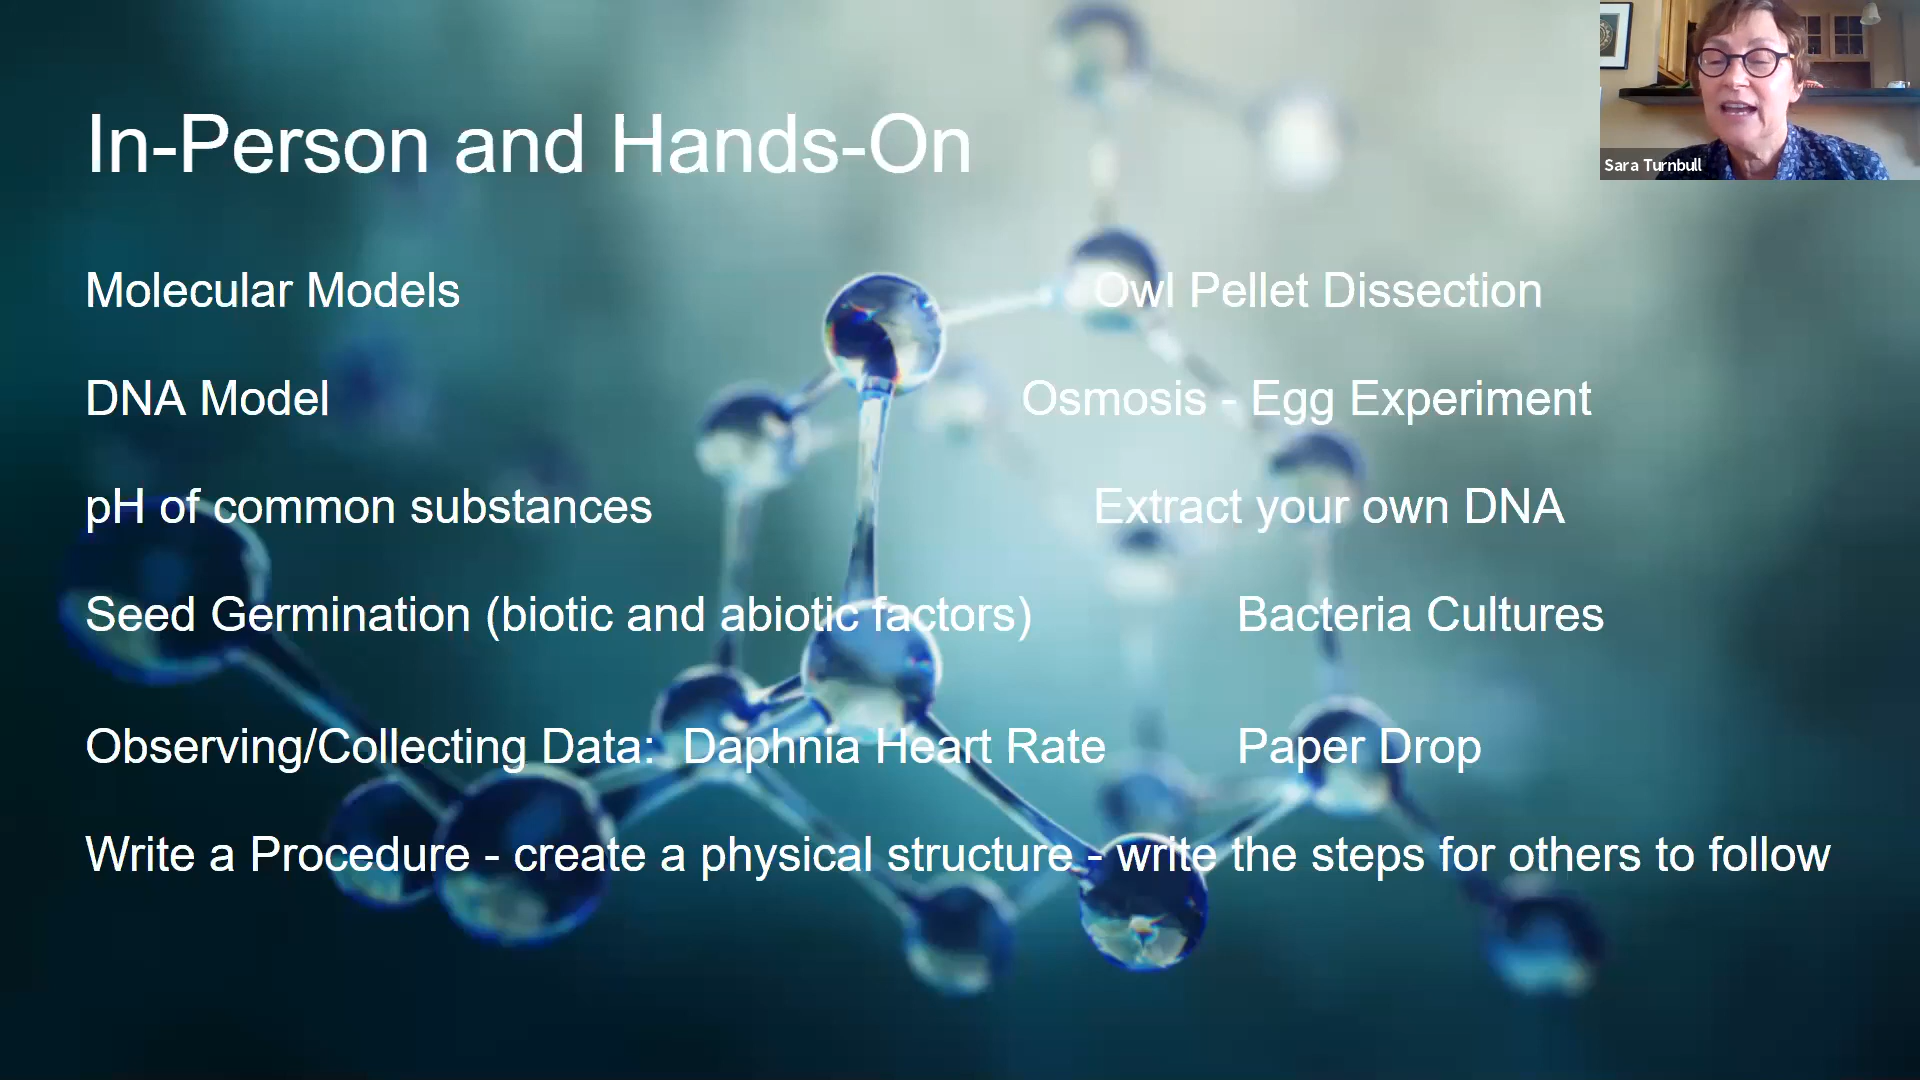 In-Person and Hands-On
Sara Turnbull
Molecular Models Owl Pellet Dissection
DNA Model Osmosis - Egg Experiment
pH of common substances Extract your own DNA
Seed Germination (biotic and abiotic factors) Bacteria Cultures
Observing/Collecting Data: Daphnia Heart Rate Paper Drop
Write a Procedure - create a physical structure - write the steps for others to follow